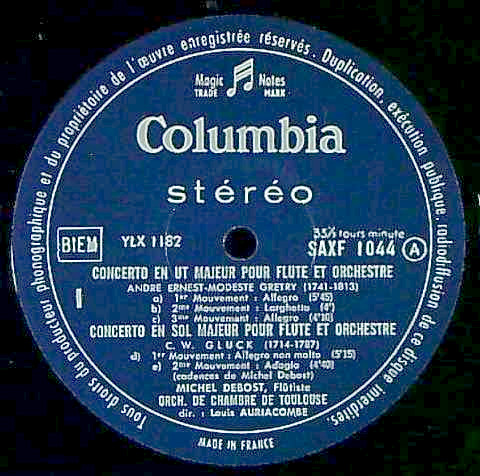 Tous droits du producteur phonographique et du propriétaire de l'œuvre enregistrée réservés. Duplication, exécution publique, radiodiffusion de ce disque interdites.
Magic Notes
TRADE MARK
Columbia
stéréo
BIEM
YLX 1182
33⅓ tours minute
SAXF 1044 A
CONCERTO EN UT MAJEUR POUR FLUTE ET ORCHESTRE
ANDRE ERNEST-MODESTE GRETRY (1741-1813)
1
a) 1er Mouvement : Allegro (5'45)
b) 2me Mouvement : Larghetto (4')
c) 3me Mouvement : Allegro (4'10)
CONCERTO EN SOL MAJEUR POUR FLUTE ET ORCHESTRE
C. W. GLUCK (1714-1787)
d) 1er Mouvement : Allegro non molto (5'15)
e) 2me Mouvement : Adagio (4'40)
(cadences de Michel Debost)
MICHEL DEBOST, Flûtiste
ORCH. DE CHAMBRE DE TOULOUSE
dir. : Louis AURIACOMBE
MADE IN FRANCE